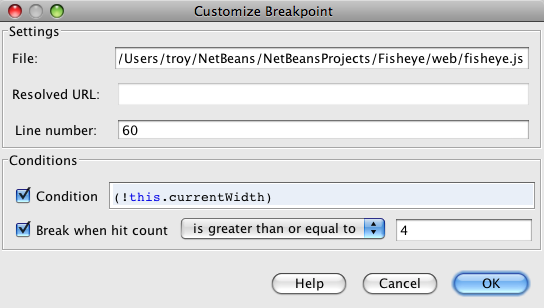 Customize Breakpoint
Settings
File: /Users/troy/NetBeans/NetBeansProjects/Fisheye/web/fisheye.js
Resolved URL:
Line number: 60
Conditions
Condition (!this.currentWidth)
Break when hit count is greater than or equal to 4
Help Cancel OK